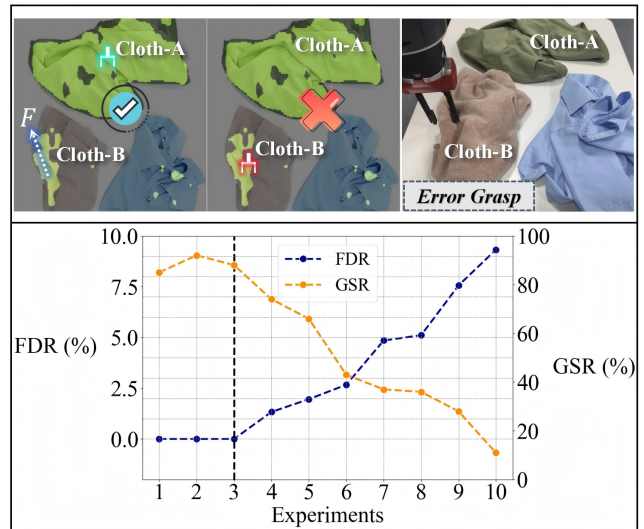 Cloth-A
F
Cloth-B
Cloth-A
Cloth-B
Cloth-A
Cloth-B
Error Grasp
10.0
7.5
5.0
2.5
0.0
FDR (%)
FDR
GSR
100
80
60
40
20
0
GSR (%)
1 2 3 4 5 6 7 8 9 10
Experiments